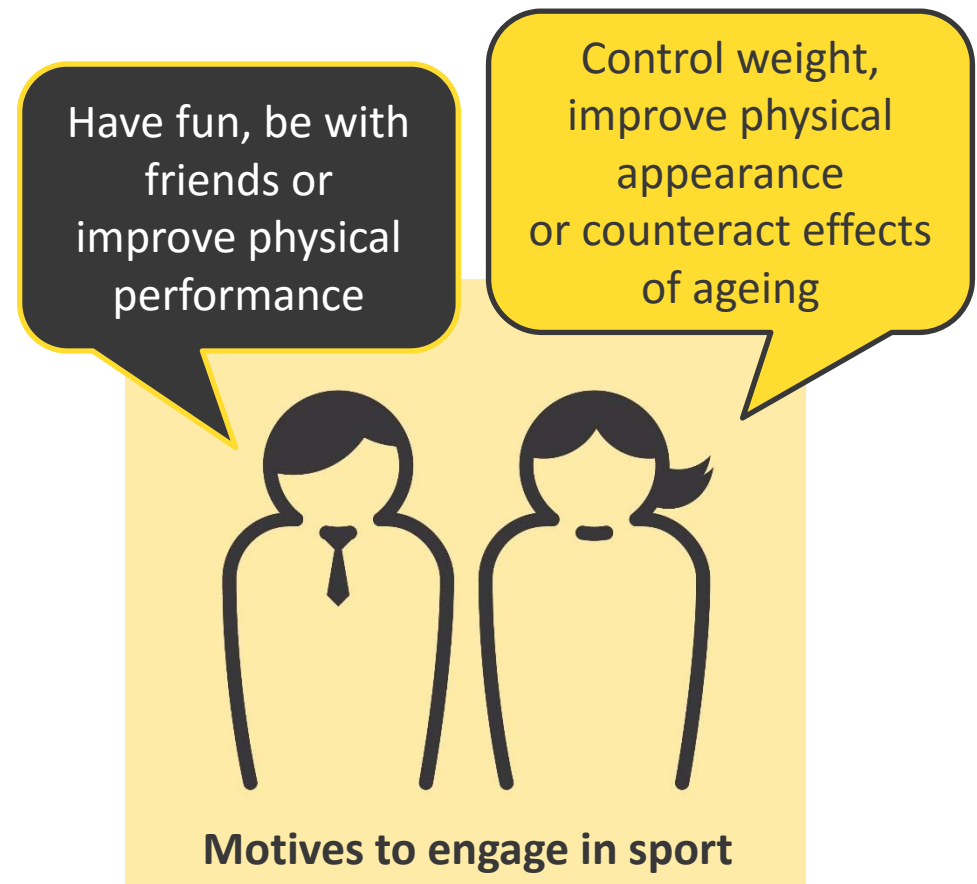 Have fun, be with
friends or
improve physical
performance
Control weight,
improve physical
appearance
or counteract effects
of ageing
Motives to engage in sport